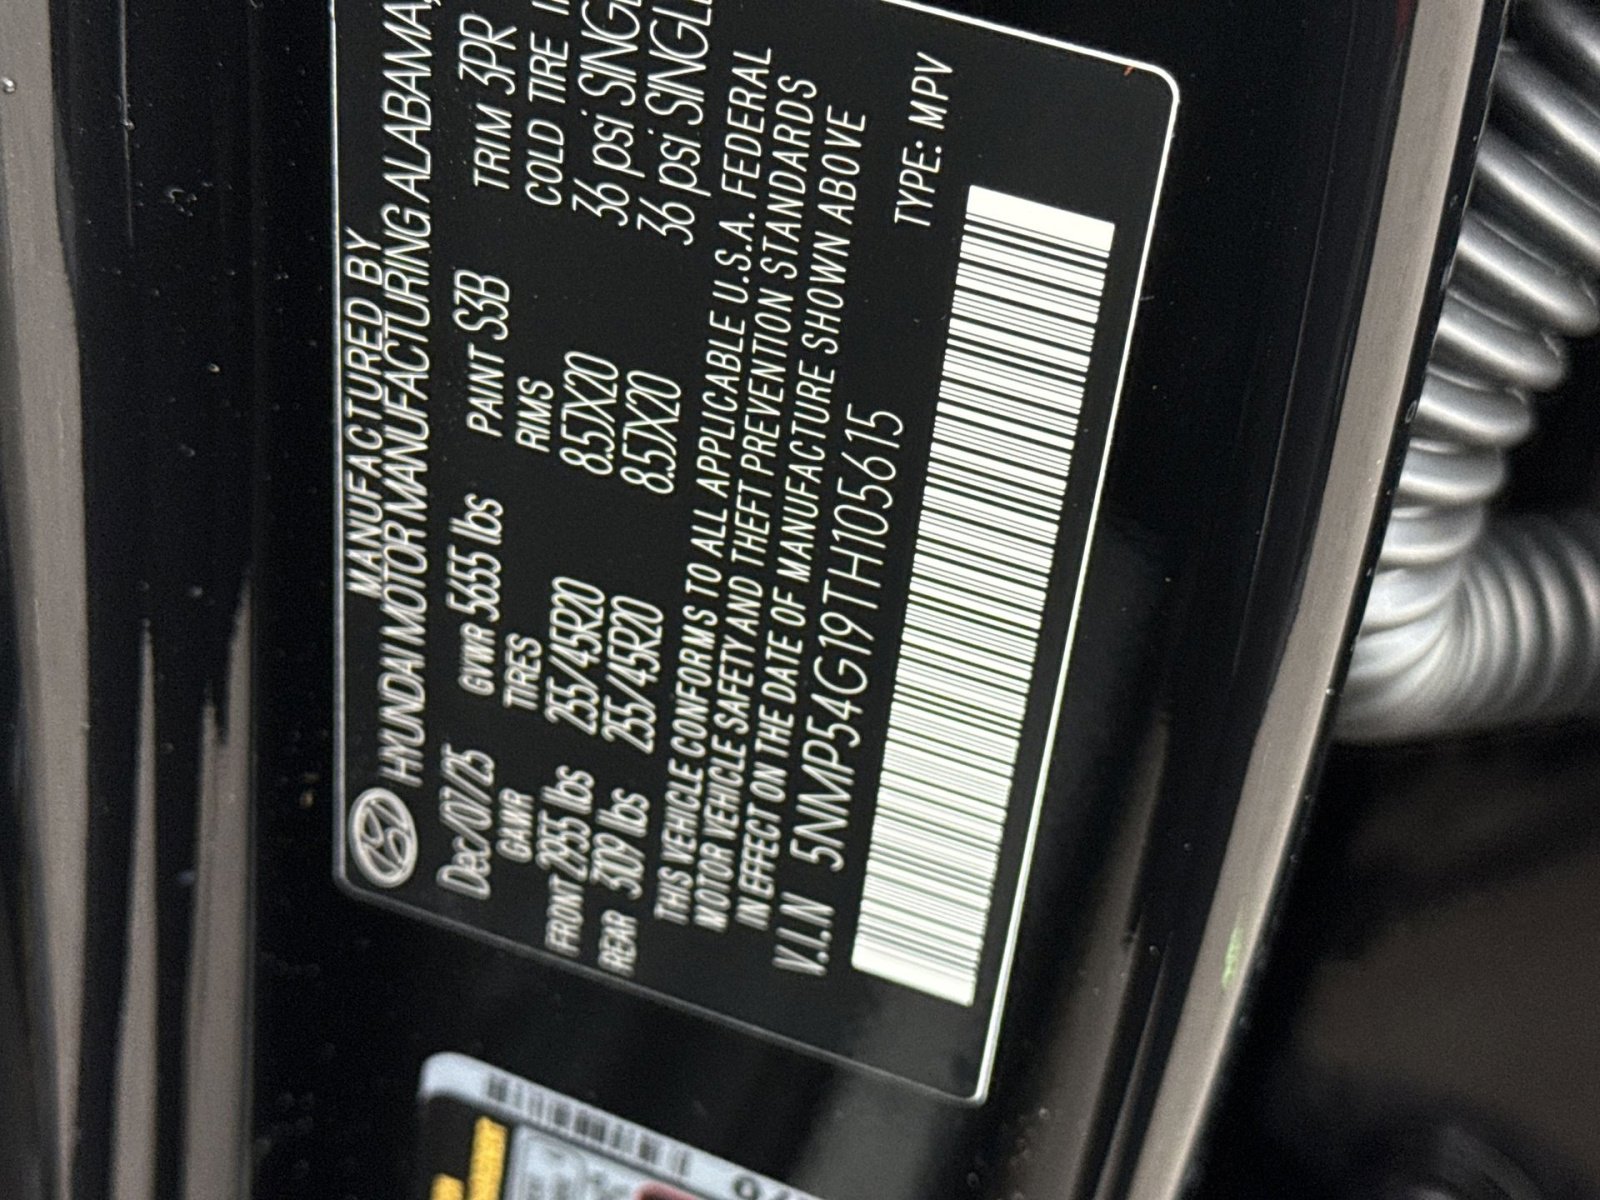 MANUFACTURED BY
HYUNDAI MOTOR MANUFACTURING ALABAMA,
Dec/07/25 GVWR 5655 lbs PAINT S3B TRIM 3PR
GAWR TIRES RIMS COLD TIRE
FRONT 2955 lbs 255/45R20 8.5JX20 36 psi
REAR 3109 lbs 255/45R20 8.5JX20 36 psi
THIS VEHICLE CONFORMS TO ALL APPLICABLE U.S.A. FEDERAL
MOTOR VEHICLE SAFETY AND THEFT PREVENTION STANDARDS
IN EFFECT ON THE DATE OF MANUFACTURE SHOWN ABOVE
V.I.N 5NMP54G19TH105615 TYPE: MPV